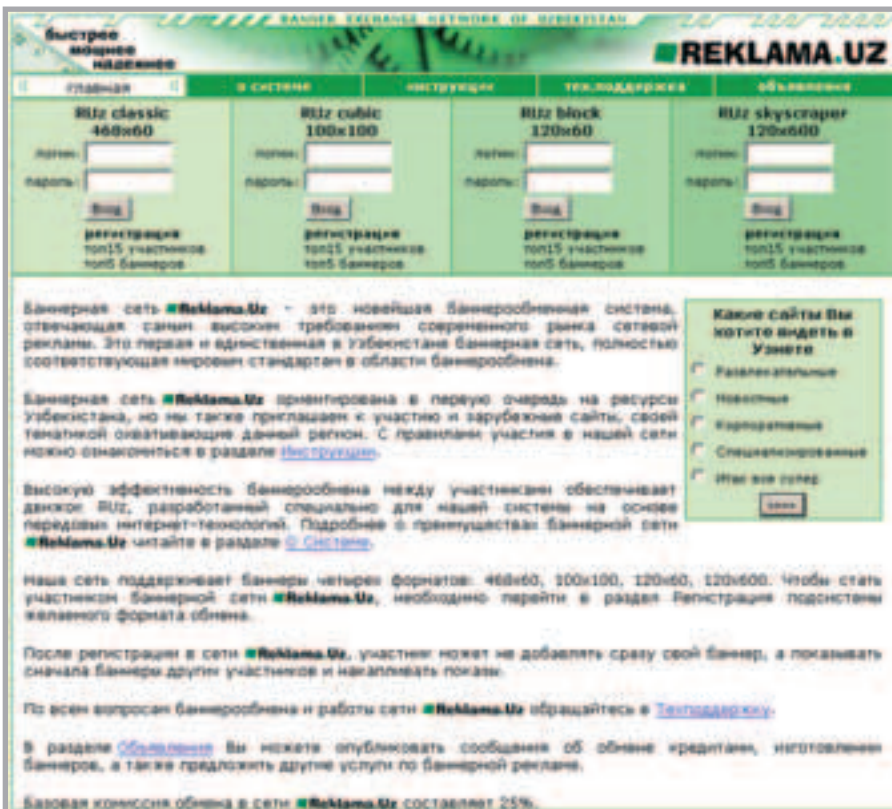 BANNER EXCHANGE NETWORK OF UZBEKISTAN
быстрее
мощнее
надежнее
REKLAMA.UZ
главная о системе инструкции тех.поддержка объявления
RUz classic
468x60
логин:
пароль:
Вход
регистрация
топ15 участников
топ5 баннеров
RUz cubic
100x100
логин:
пароль:
Вход
регистрация
топ15 участников
топ5 баннеров
RUz block
120x60
логин:
пароль:
Вход
регистрация
топ15 участников
топ5 баннеров
RUz skyscraper
120x600
логин:
пароль:
Вход
регистрация
топ15 участников
топ5 баннеров
Баннерная сеть Reklama.Uz - это новейшая баннерообменная система,
отвечающая самым высоким требованиям современного рынка сетевой
рекламы. Это первая и единственная в Узбекистане баннерная сеть, полностью
соответствующая мировым стандартам в области баннерообмена.
Баннерная сеть Reklama.Uz ориентирована в первую очередь на ресурсы
Узбекистана, но мы также приглашаем к участию и зарубежные сайты, своей
тематикой охватывающие данный регион. С правилами участия в нашей сети
можно ознакомиться в разделе Инструкции.
Высокую эффективность баннерообмена между участниками обеспечивает
движок RUz, разработанный специально для нашей системы на основе
передовых интернет-технологий. Подробнее о преимуществах баннерной сети
Reklama.Uz читайте в разделе О Системе.
Наша сеть поддерживает баннеры четырех форматов: 468x60, 100x100, 120x60, 120x600. Чтобы стать
участником баннерной сети Reklama.Uz, необходимо перейти в раздел Регистрация подсистемы
желаемого формата обмена.
После регистрации в сети Reklama.Uz, участник может не добавлять сразу свой баннер, а показывать
сначала баннеры других участников и накапливать показы.
По всем вопросам баннерообмена и работы сети Reklama.Uz обращайтесь в Техподдержку.
В разделе Объявления Вы можете опубликовать сообщения об обмене кредитами, изготовлении
баннеров, а также предложить другие услуги по баннерной рекламе.
Базовая комиссия обмена в сети Reklama.Uz составляет 25%.
Какие сайты Вы
хотите видеть в
Узнете
Развлекательные
Новостные
Корпоративные
Специализированные
Итак все супер